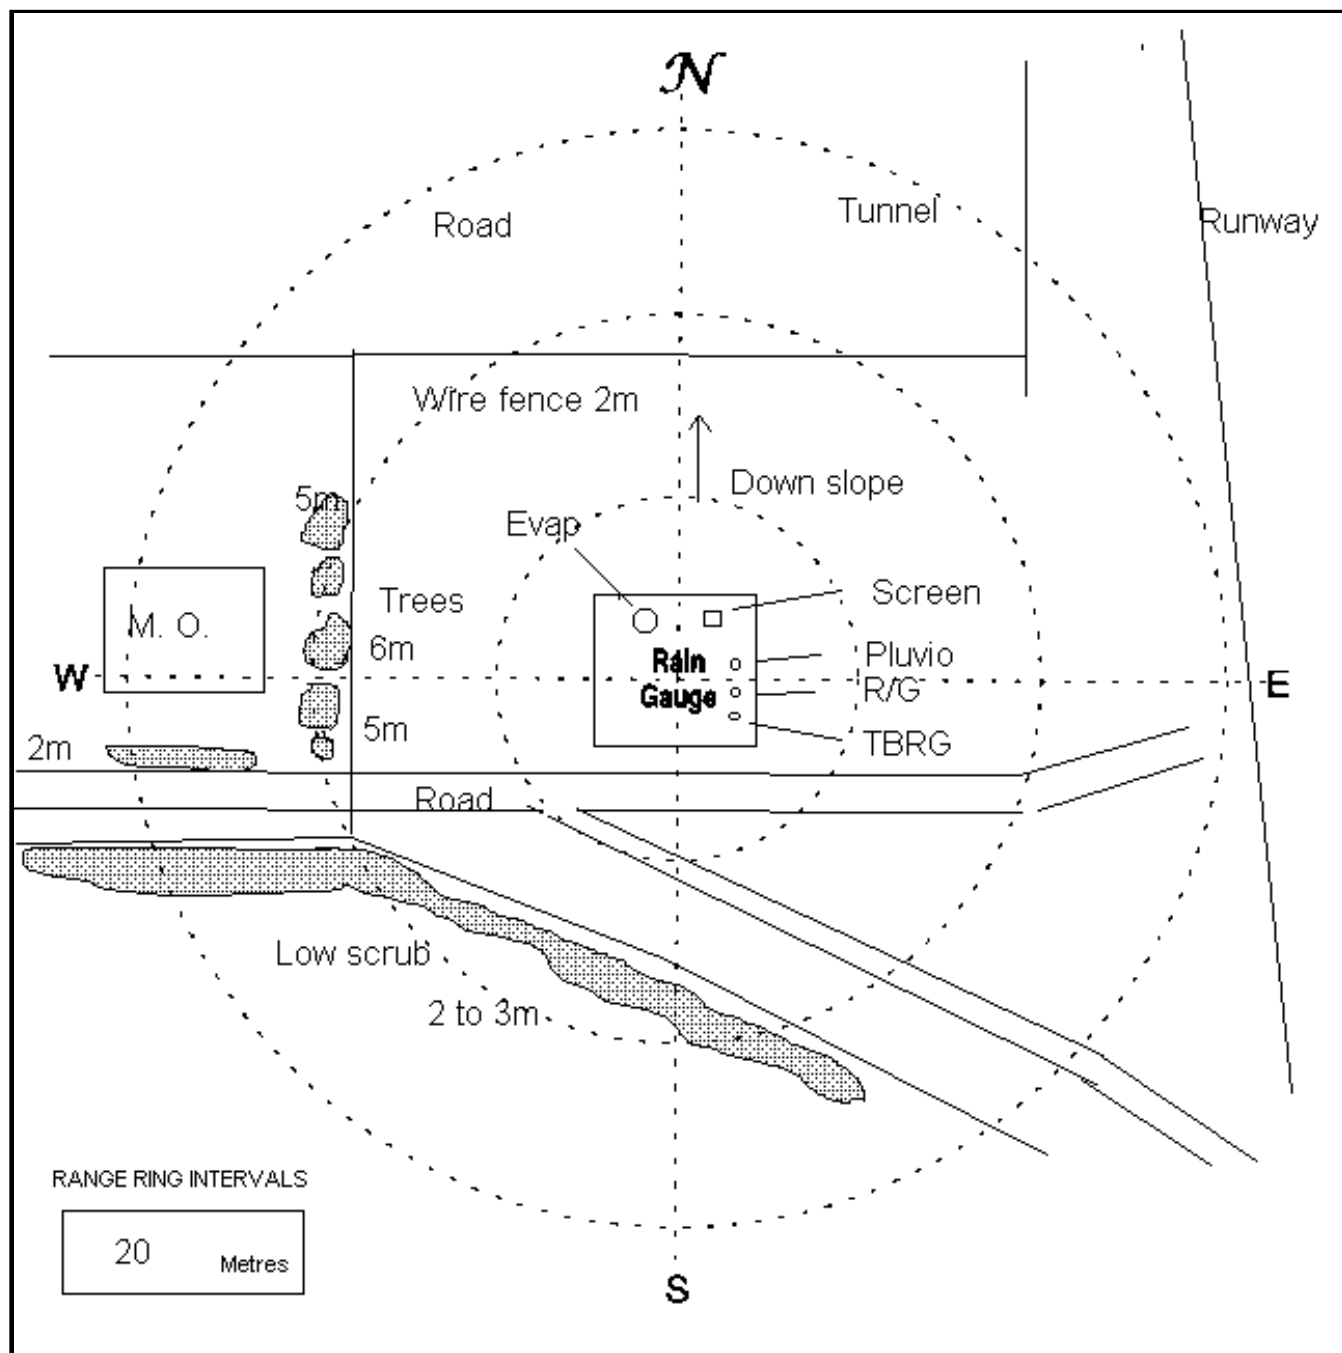 N
Road
Tunnel
Runway
Wire fence 2m
5m
Down slope
Evap
Trees
Screen
M. O.
6m
Rain
Pluvio
W
E
Gauge
R/G
5m
2m
TBRG
Road
Low scrub
2 to 3m
RANGE RING INTERVALS
20 Metres
S